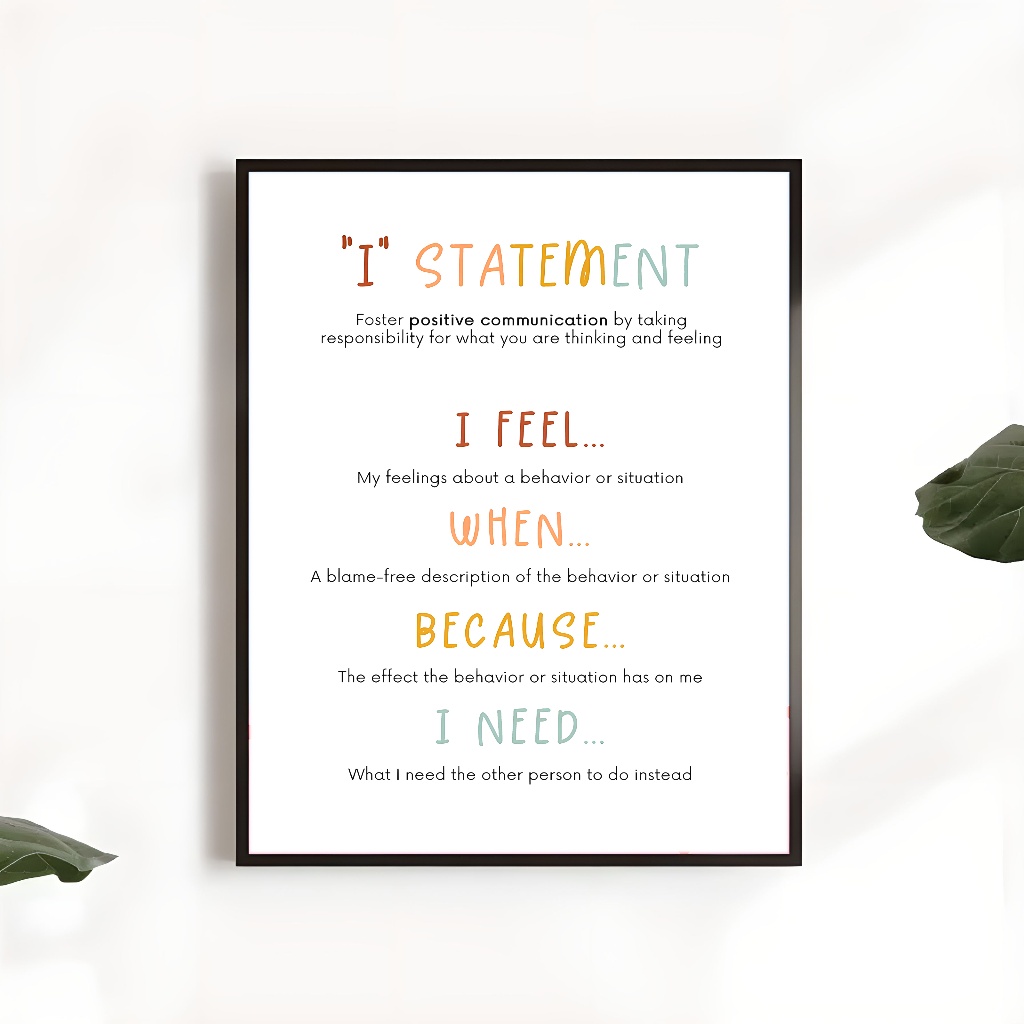 "I" STATEMENT
Foster positive communication by taking
responsibility for what you are thinking and feeling
I FEEL...
My feelings about a behavior or situation
WHEN...
A blame-free description of the behavior or situation
BECAUSE...
The effect the behavior or situation has on me
I NEED...
What I need the other person to do instead